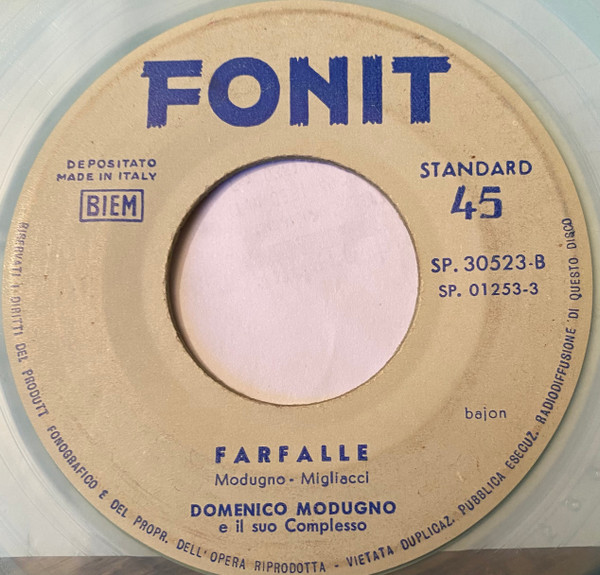 FONIT
DEPOSITATO
MADE IN ITALY
BIEM
STANDARD
45
SP. 30523-B
SP. 01253-3
bajon
FARFALLE
Modugno - Migliacci
DOMENICO MODUGNO
e il suo Complesso
RISERVATI I DIRITTI DEL PRODUTT FONOGRAFICO E DEL PROPR. DELL'OPERA RIPRODOTTA - VIETATA DUPLICAZ. PUBBLICA ESECUZ. RADIODIFFUSIONE DI QUESTO DISCO